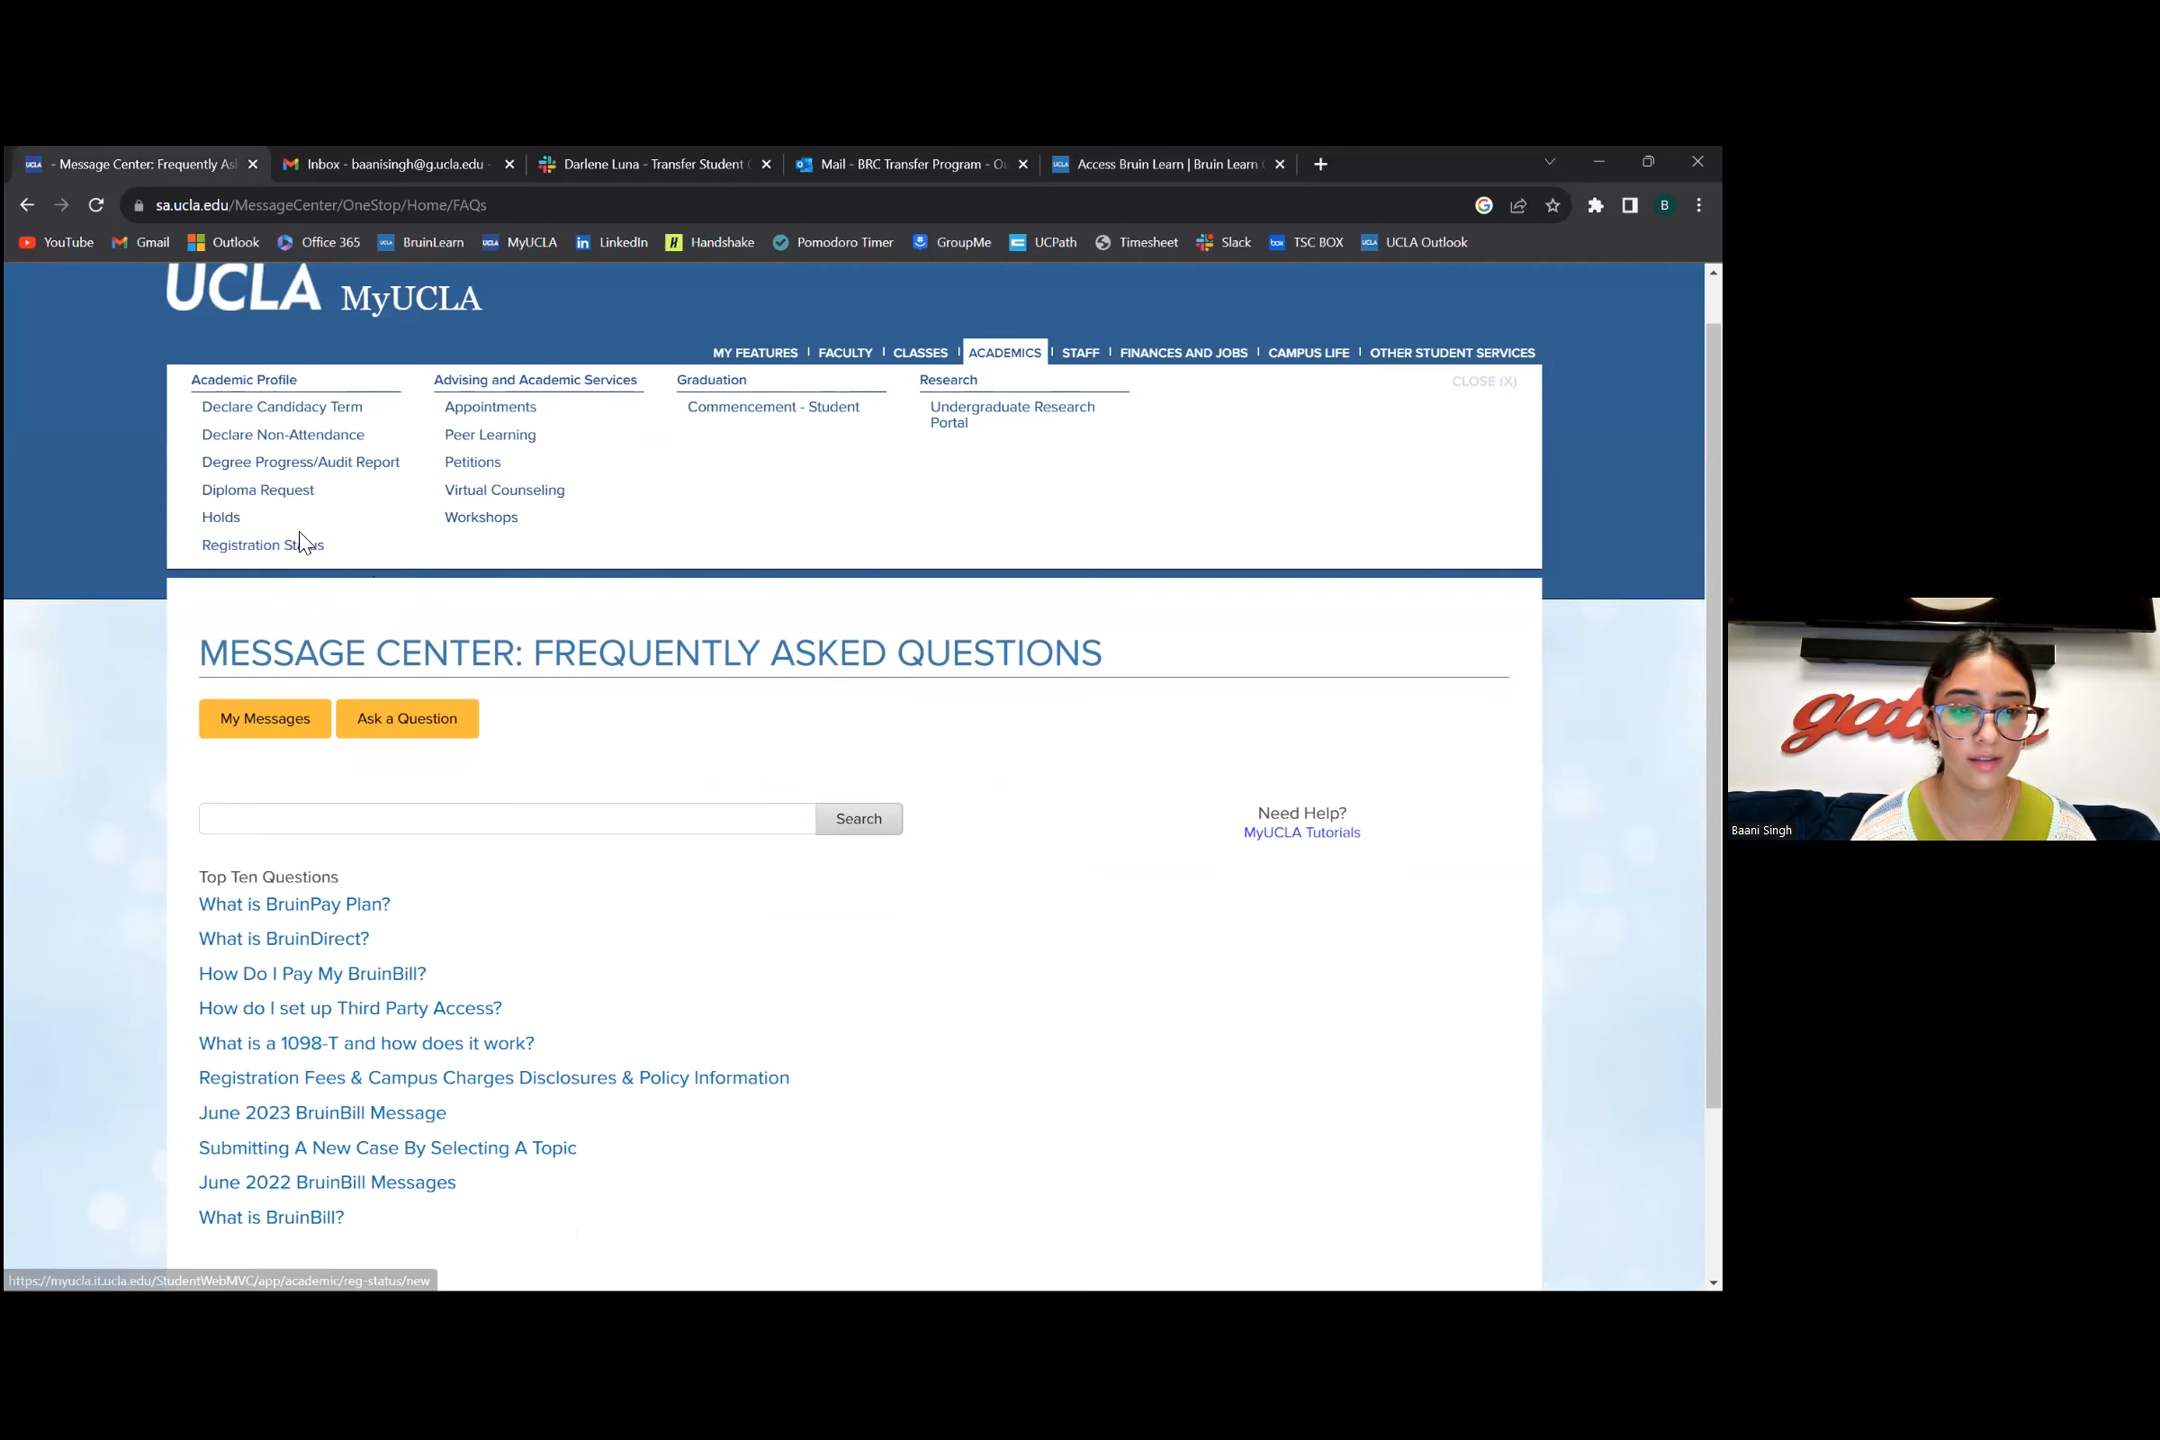 - Message Center: Frequently As
Inbox - baanisingh@g.ucla.edu -
Darlene Luna - Transfer Student C
Mail - BRC Transfer Program - Ou
Access Bruin Learn | Bruin Learn C
sa.ucla.edu/MessageCenter/OneStop/Home/FAQs
B
YouTube
Gmail
Outlook
Office 365
BruinLearn
MyUCLA
LinkedIn
Handshake
Pomodoro Timer
GroupMe
UCPath
Timesheet
Slack
TSC BOX
UCLA Outlook
UCLA MyUCLA
MY FEATURES | FACULTY | CLASSES | ACADEMICS | STAFF | FINANCES AND JOBS | CAMPUS LIFE | OTHER STUDENT SERVICES
CLOSE (X)
Academic Profile
Declare Candidacy Term
Declare Non-Attendance
Degree Progress/Audit Report
Diploma Request
Holds
Registration Status
Advising and Academic Services
Appointments
Peer Learning
Petitions
Virtual Counseling
Workshops
Graduation
Commencement - Student
Research
Undergraduate Research
Portal
MESSAGE CENTER: FREQUENTLY ASKED QUESTIONS
My Messages
Ask a Question
Search
Need Help?
MyUCLA Tutorials
Top Ten Questions
What is BruinPay Plan?
What is BruinDirect?
How Do I Pay My BruinBill?
How do I set up Third Party Access?
What is a 1098-T and how does it work?
Registration Fees & Campus Charges Disclosures & Policy Information
June 2023 BruinBill Message
Submitting A New Case By Selecting A Topic
June 2022 BruinBill Messages
What is BruinBill?
https://myucla.it.ucla.edu/StudentWebMVC/app/academic/reg-status/new
Baani Singh